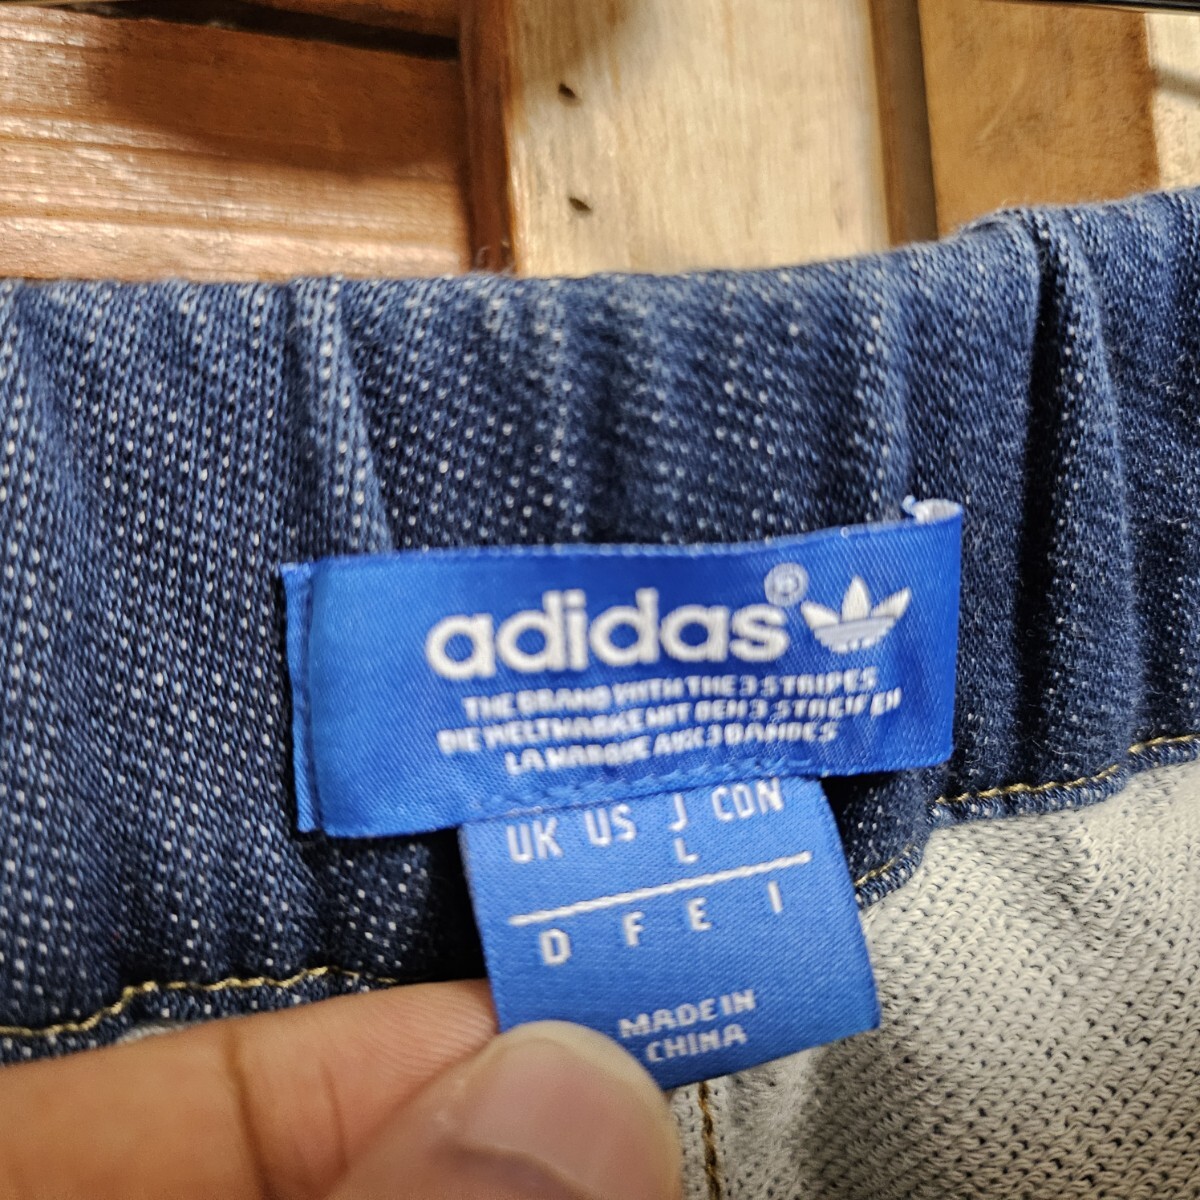 adidas®
THE BRAND WITH THE 3 STRIPES
DIE WELTMARKE MIT DEN 3 STREIFEN
LA MARQUE AUX 3 BANDES
UK US J CDN
L
D F E I
MADE IN
CHINA